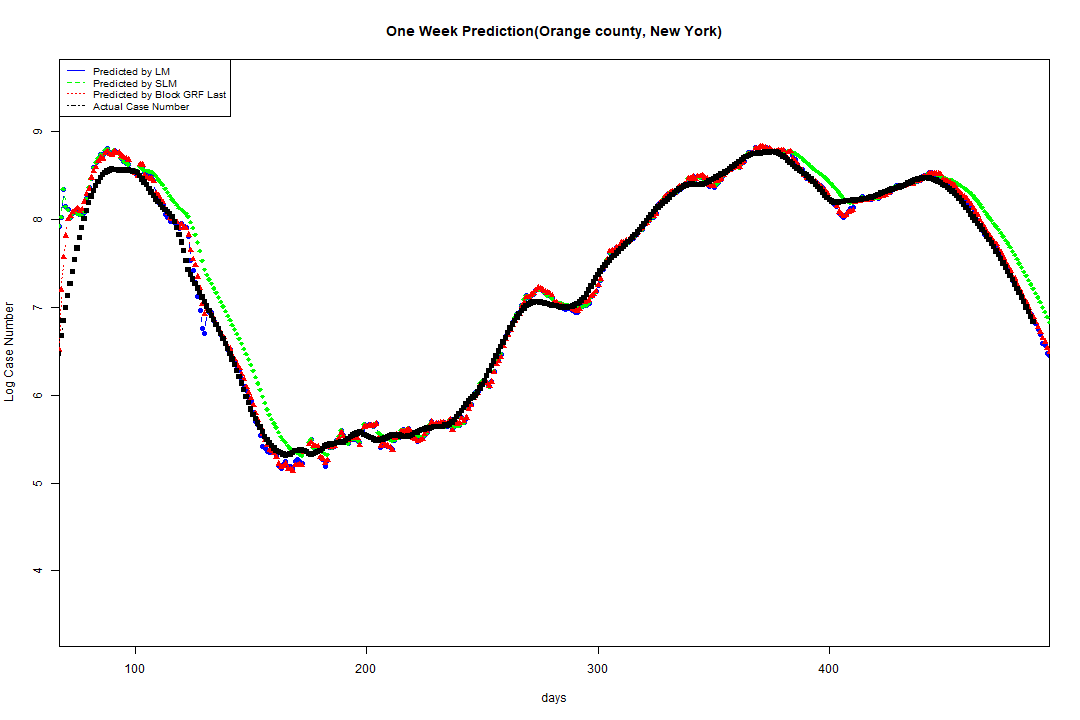 One Week Prediction(Orange county, New York)
Predicted by LM
Predicted by SLM
Predicted by Block GRF Last
Actual Case Number
9
8
7
6
5
4
Log Case Number
100 200 300 400
days